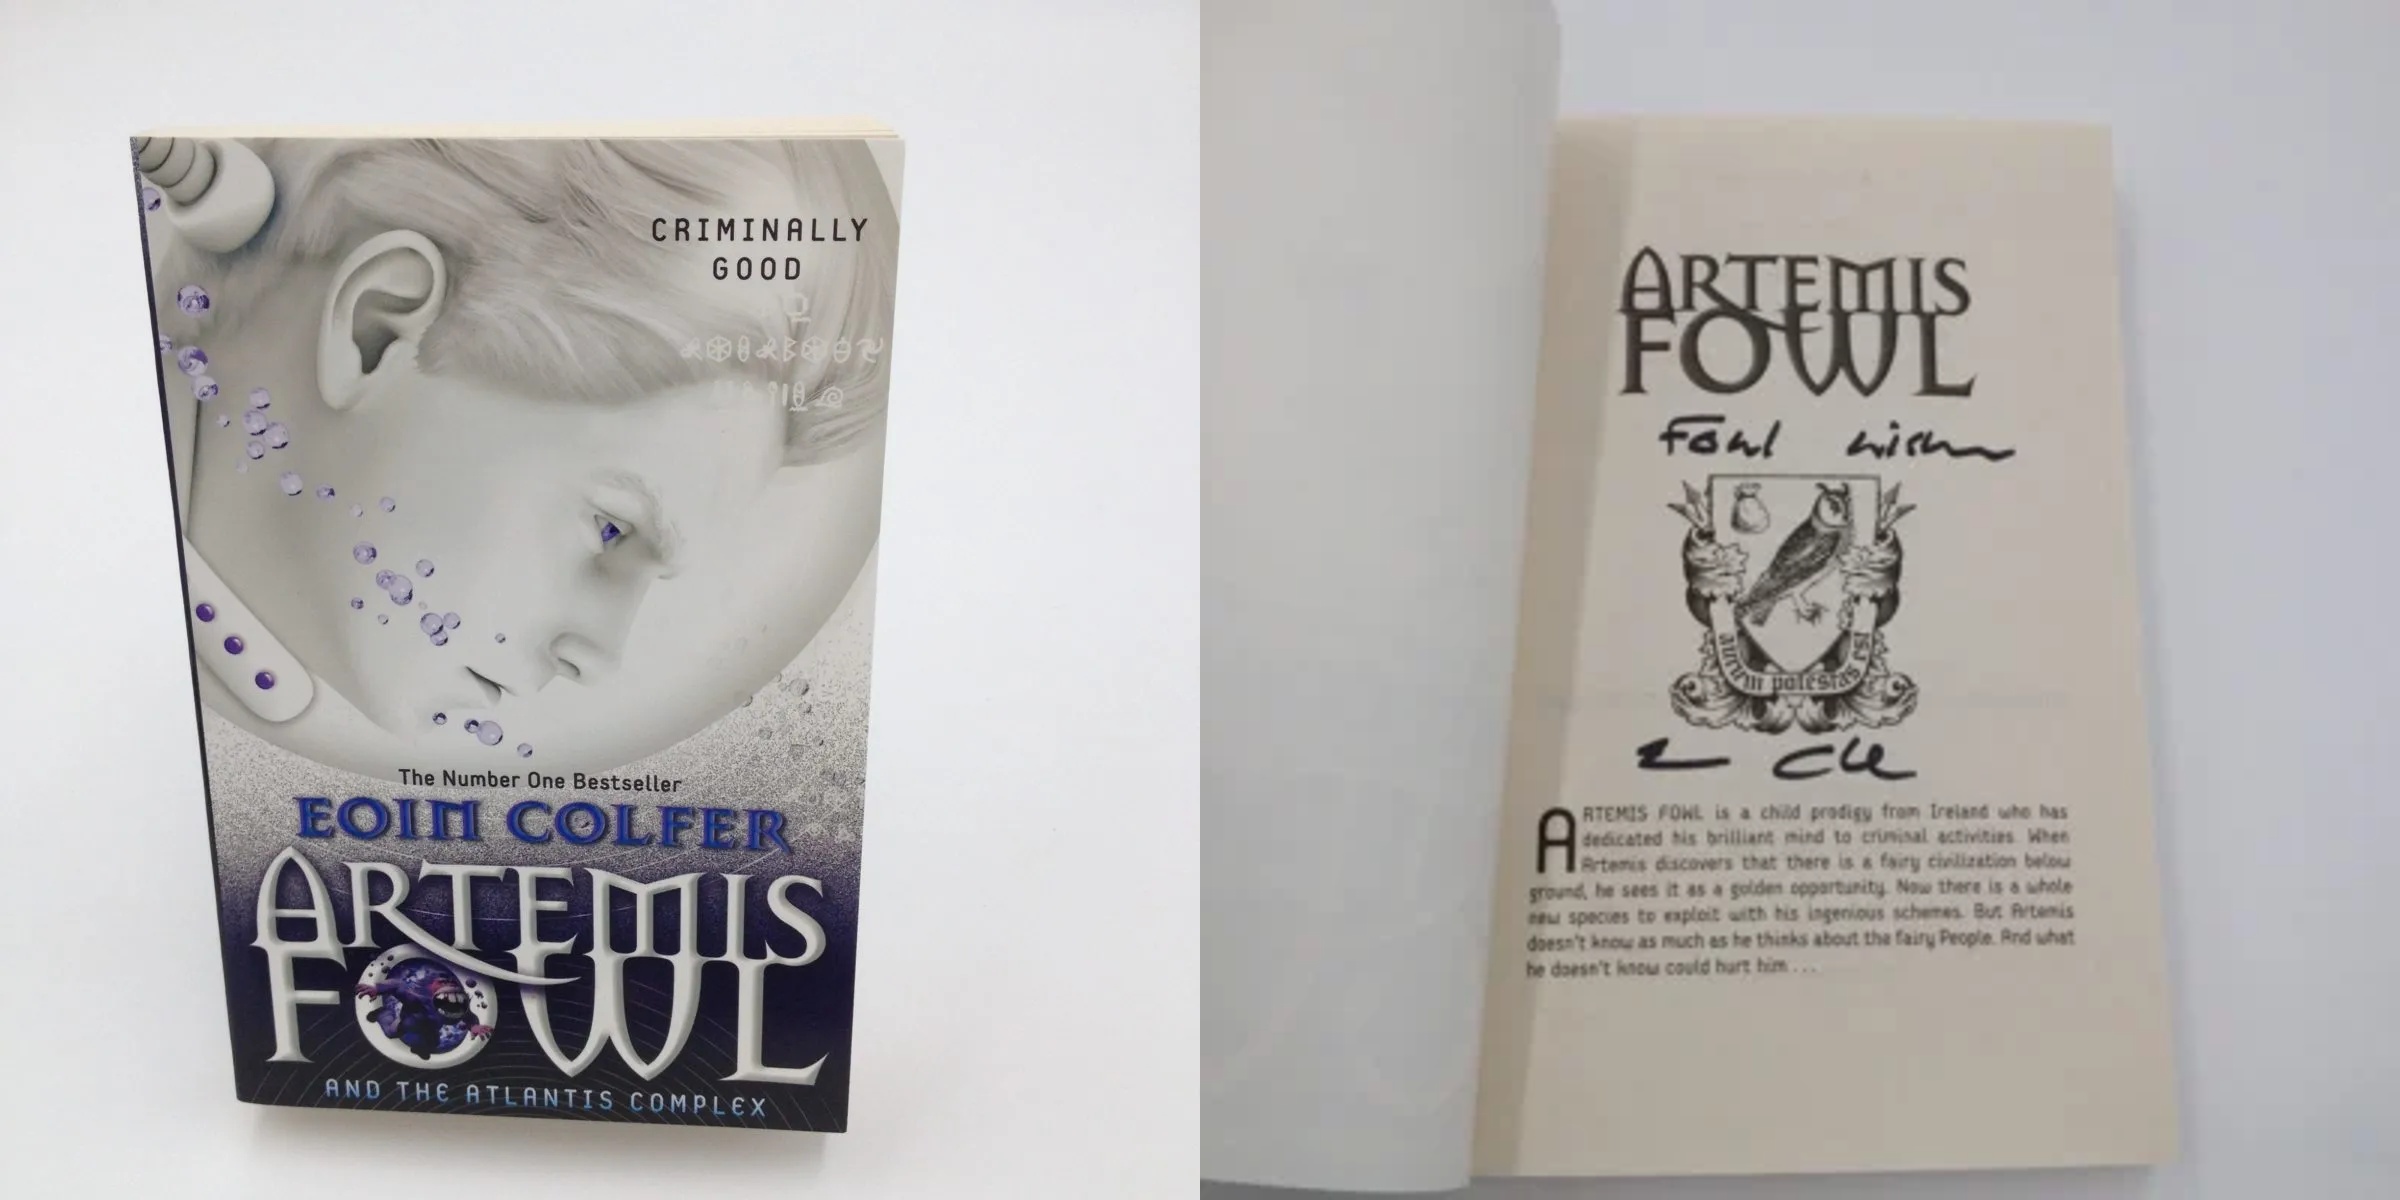 CRIMINALLY
GOOD
The Number One Bestseller
EOIN COLFER
ARTEMIS
FOWL
AND THE ATLANTIS COMPLEX
ARTEMIS
FOWL
Fowl wishes
aurum potestas est
ARTEMIS FOWL is a child prodigy from Ireland who has
dedicated his brilliant mind to criminal activities. When
Artemis discovers that there is a fairy civilization below
ground, he sees it as a golden opportunity. Now there is a whole
new species to exploit with his ingenious schemes. But Artemis
doesn't know as much as he thinks about the fairy People. And what
he doesn't know could hurt him . . .